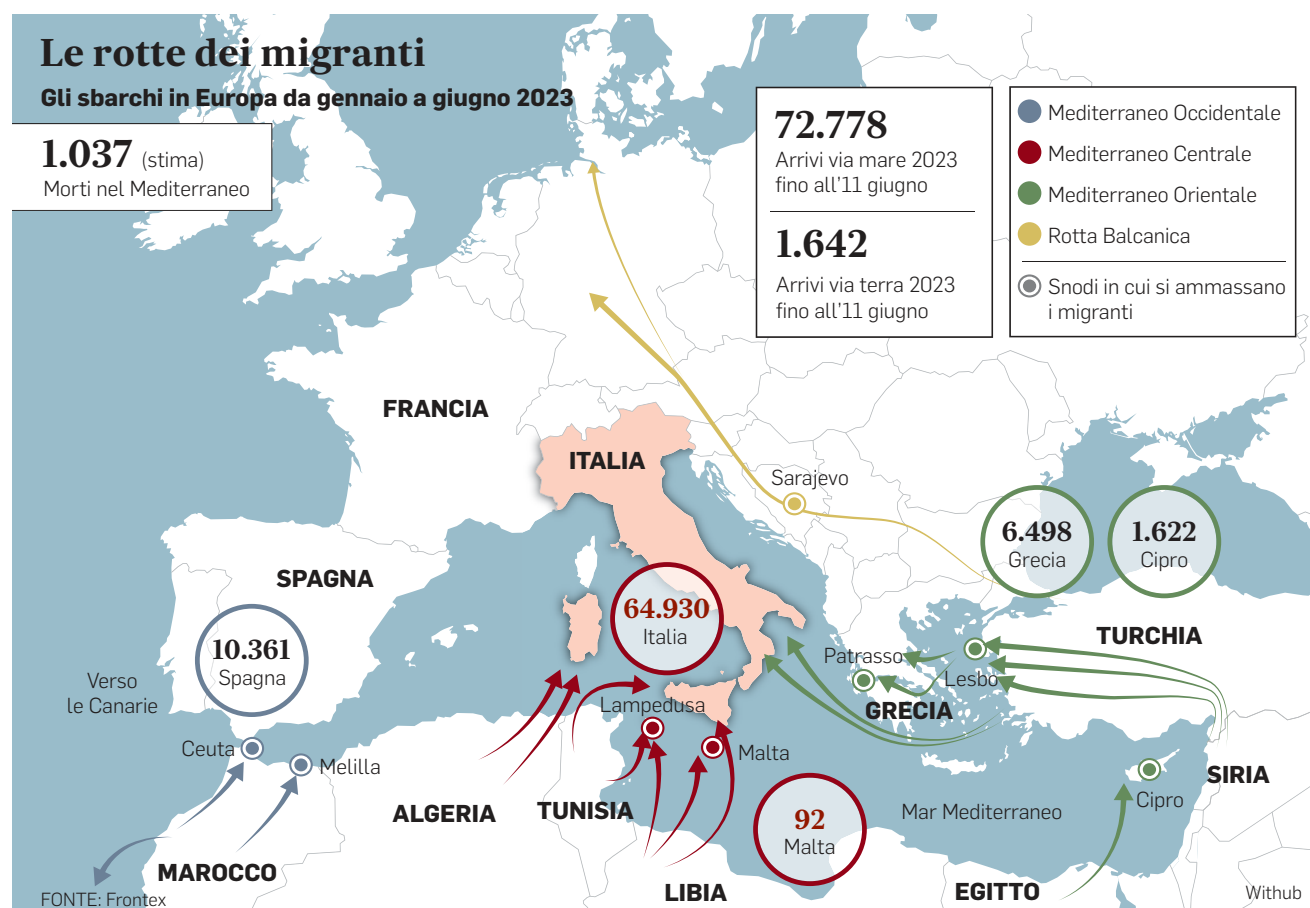 Le rotte dei migranti
Gli sbarchi in Europa da gennaio a giugno 2023
1.037 (stima)
Morti nel Mediterraneo
72.778
Arrivi via mare 2023
fino all'11 giugno
1.642
Arrivi via terra 2023
fino all'11 giugno
Mediterraneo Occidentale
Mediterraneo Centrale
Mediterraneo Orientale
Rotta Balcanica
Snodi in cui si ammassano
i migranti
FRANCIA
ITALIA
Sarajevo
6.498
Grecia
1.622
Cipro
SPAGNA
64.930
Italia
10.361
Spagna
TURCHIA
Patrasso
Lesbo
Verso
le Canarie
Lampedusa
GRECIA
Ceuta
Melilla
Malta
SIRIA
Cipro
ALGERIA
TUNISIA
92
Malta
Mar Mediterraneo
MAROCCO
LIBIA
EGITTO
FONTE: Frontex
Withub